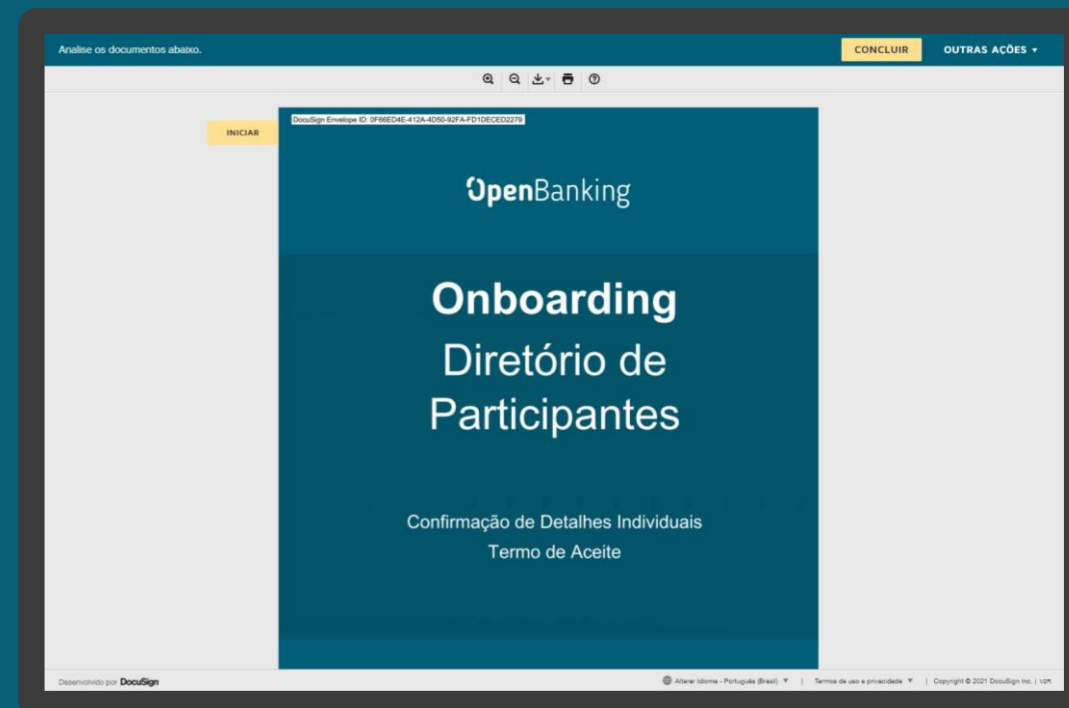 Analise os documentos abaixo.
CONCLUIR
OUTRAS AÇÕES
INICIAR
DocuSign Envelope ID: 0F66ED4E-412A-4D50-92FA-FD1DECED2279
OpenBanking
Onboarding
Diretório de
Participantes
Confirmação de Detalhes Individuais
Termo de Aceite
Desenvolvido por DocuSign
Alterar Idioma - Português (Brasil) | Termos de uso e privacidade | Copyright © 2021 DocuSign Inc. | V2R